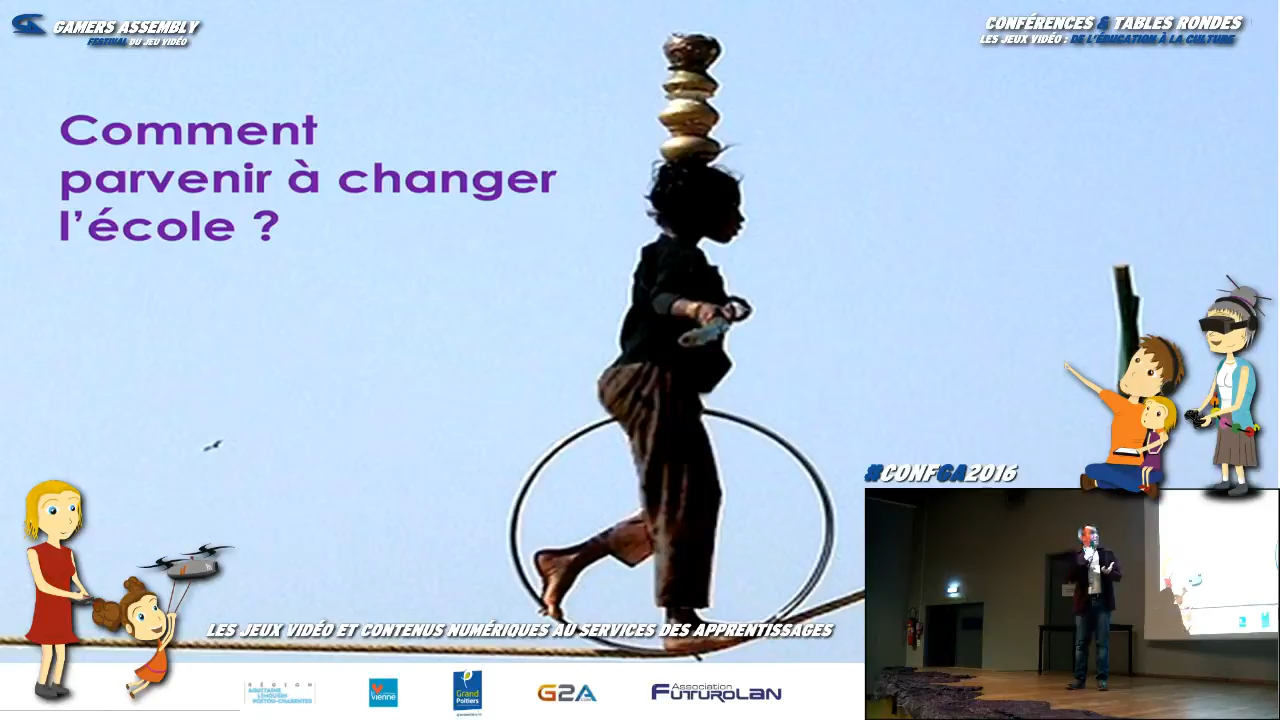 GAMERS ASSEMBLY
FESTIVAL DU JEU VIDÉO
CONFÉRENCES & TABLES RONDES
LES JEUX VIDÉO : DE L'ÉDUCATION À LA CULTURE
Comment
parvenir à changer
l'école ?
#CONFGA2016
LES JEUX VIDÉO ET CONTENUS NUMÉRIQUES AU SERVICES DES APPRENTISSAGES
RÉGION
AQUITAINE
LIMOUSIN
POITOU-CHARENTES
Vienne
Grand
Poitiers
G2A
Association
FUTUROLAN